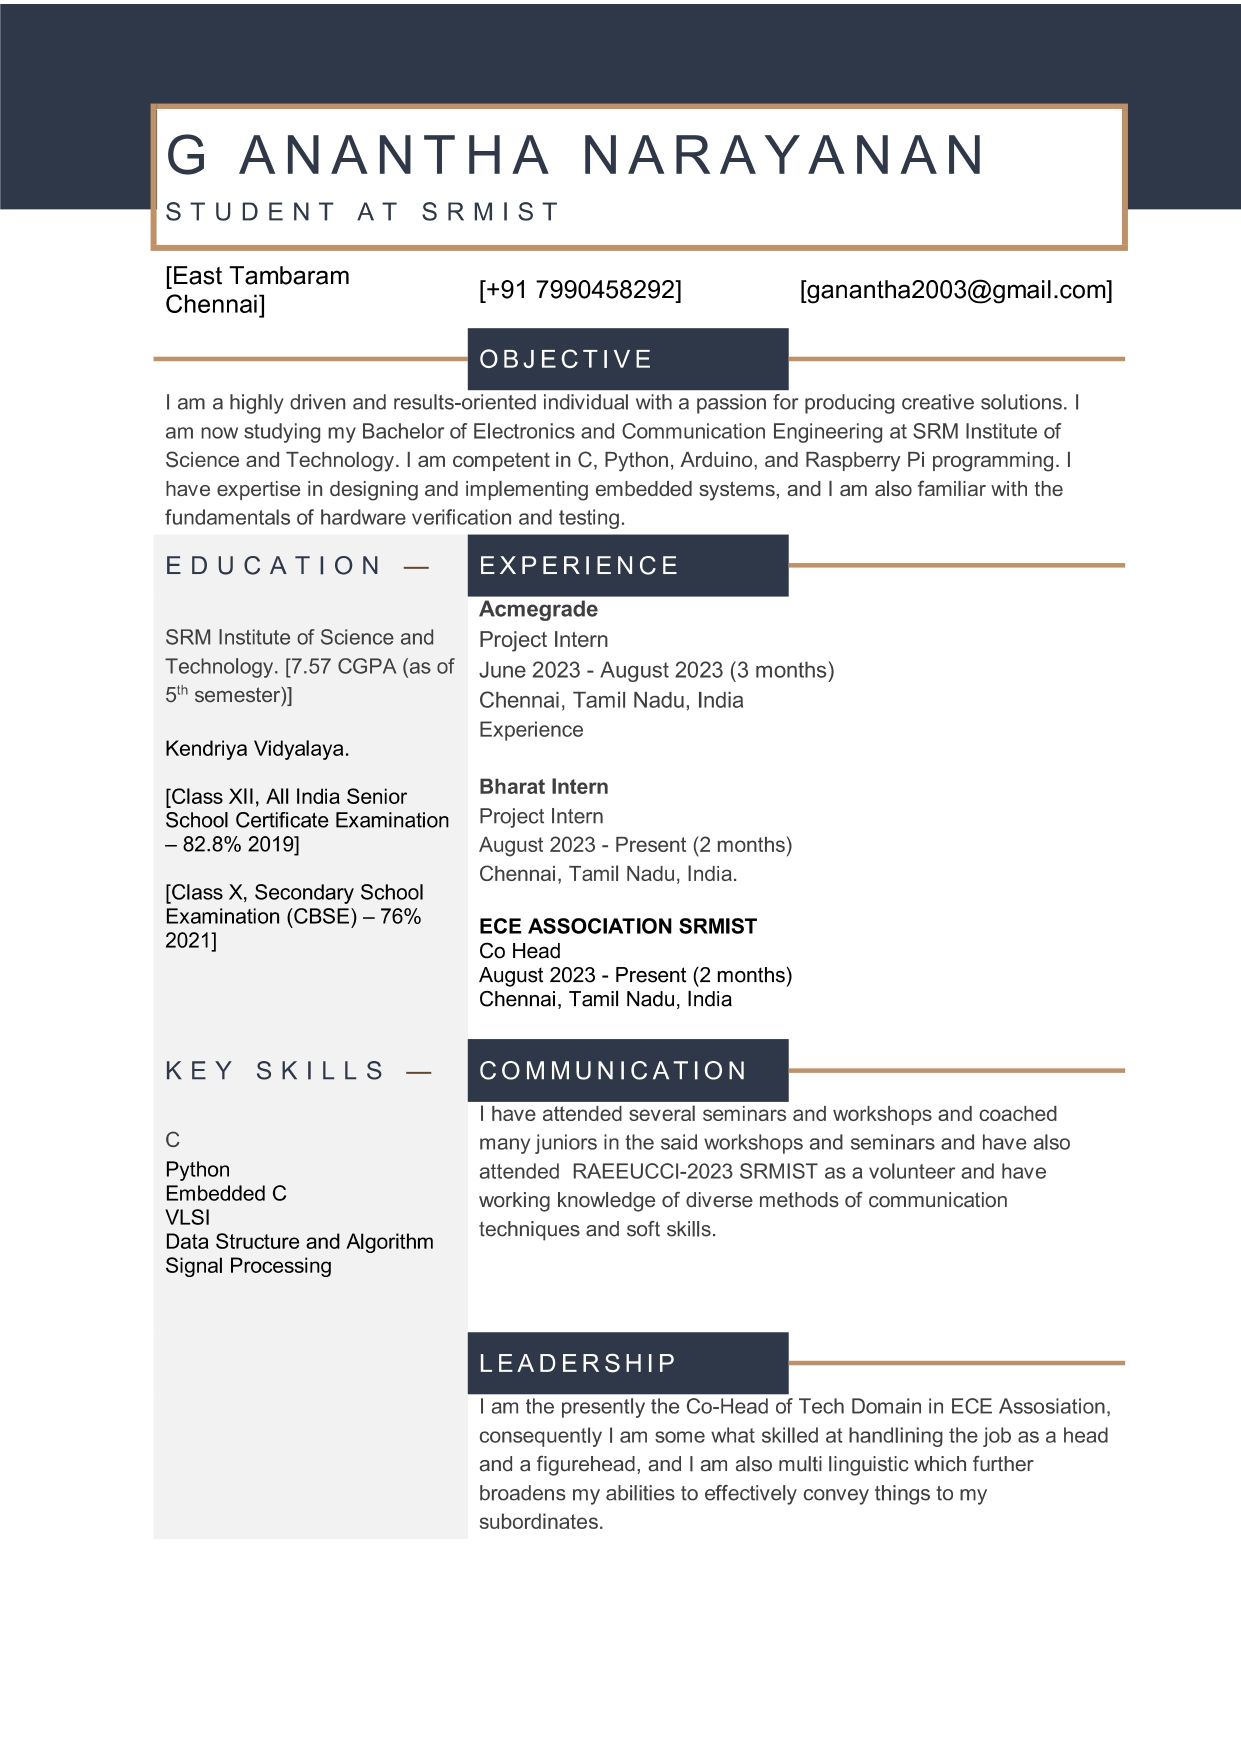 G ANANTHA NARAYANAN
STUDENT AT SRMIST
[East Tambaram
Chennai]
[+91 7990458292]
[ganantha2003@gmail.com]
OBJECTIVE
I am a highly driven and results-oriented individual with a passion for producing creative solutions. I
am now studying my Bachelor of Electronics and Communication Engineering at SRM Institute of
Science and Technology. I am competent in C, Python, Arduino, and Raspberry Pi programming. I
have expertise in designing and implementing embedded systems, and I am also familiar with the
fundamentals of hardware verification and testing.
EDUCATION —
SRM Institute of Science and
Technology. [7.57 CGPA (as of
5th semester)]
Kendriya Vidyalaya.
[Class XII, All India Senior
School Certificate Examination
– 82.8% 2019]
[Class X, Secondary School
Examination (CBSE) – 76%
2021]
EXPERIENCE
Acmegrade
Project Intern
June 2023 - August 2023 (3 months)
Chennai, Tamil Nadu, India
Experience
Bharat Intern
Project Intern
August 2023 - Present (2 months)
Chennai, Tamil Nadu, India.
ECE ASSOCIATION SRMIST
Co Head
August 2023 - Present (2 months)
Chennai, Tamil Nadu, India
KEY SKILLS —
C
Python
Embedded C
VLSI
Data Structure and Algorithm
Signal Processing
COMMUNICATION
I have attended several seminars and workshops and coached
many juniors in the said workshops and seminars and have also
attended  RAEEUCCI-2023 SRMIST as a volunteer and have
working knowledge of diverse methods of communication
techniques and soft skills.
LEADERSHIP
I am the presently the Co-Head of Tech Domain in ECE Assosiation,
consequently I am some what skilled at handlining the job as a head
and a figurehead, and I am also multi linguistic which further
broadens my abilities to effectively convey things to my
subordinates.